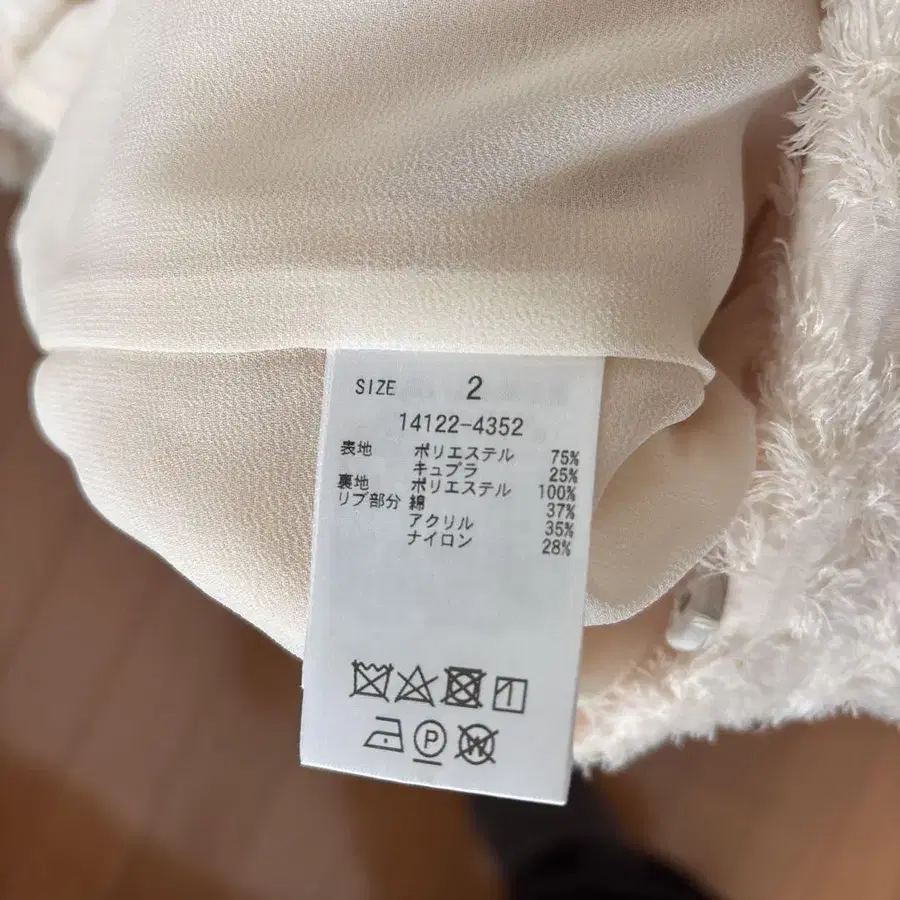 SIZE 2
14122-4352
表地 ポリエステル 75%
キュプラ 25%
裏地 ポリエステル 100%
リブ部分 綿 37%
アクリル 35%
ナイロン 28%
P W